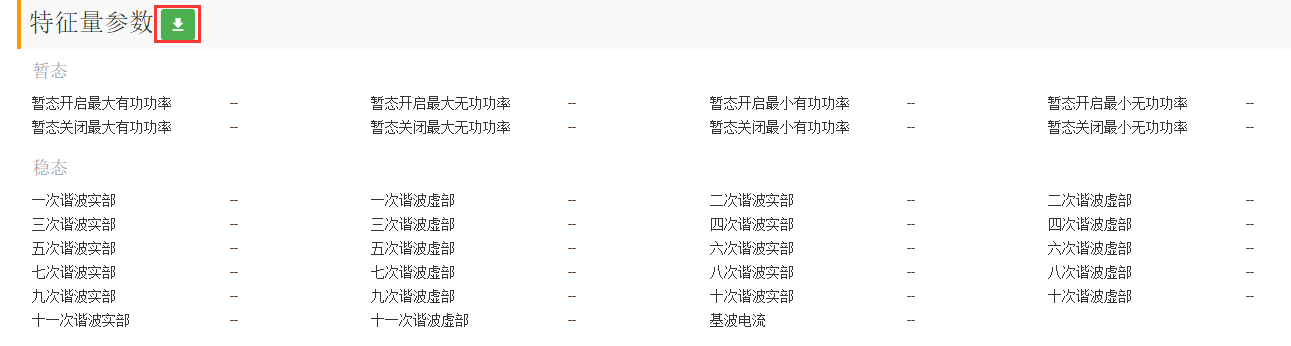 特征量参数
暂态
暂态开启最大有功功率 -- 暂态开启最大无功功率 -- 暂态开启最小有功功率 -- 暂态开启最小无功功率 --
暂态关闭最大有功功率 -- 暂态关闭最大无功功率 -- 暂态关闭最小有功功率 -- 暂态关闭最小无功功率 --
稳态
一次谐波实部 -- 一次谐波虚部 -- 二次谐波实部 -- 二次谐波虚部 --
三次谐波实部 -- 三次谐波虚部 -- 四次谐波实部 -- 四次谐波虚部 --
五次谐波实部 -- 五次谐波虚部 -- 六次谐波实部 -- 六次谐波虚部 --
七次谐波实部 -- 七次谐波虚部 -- 八次谐波实部 -- 八次谐波虚部 --
九次谐波实部 -- 九次谐波虚部 -- 十次谐波实部 -- 十次谐波虚部 --
十一次谐波实部 -- 十一次谐波虚部 -- 基波电流 --